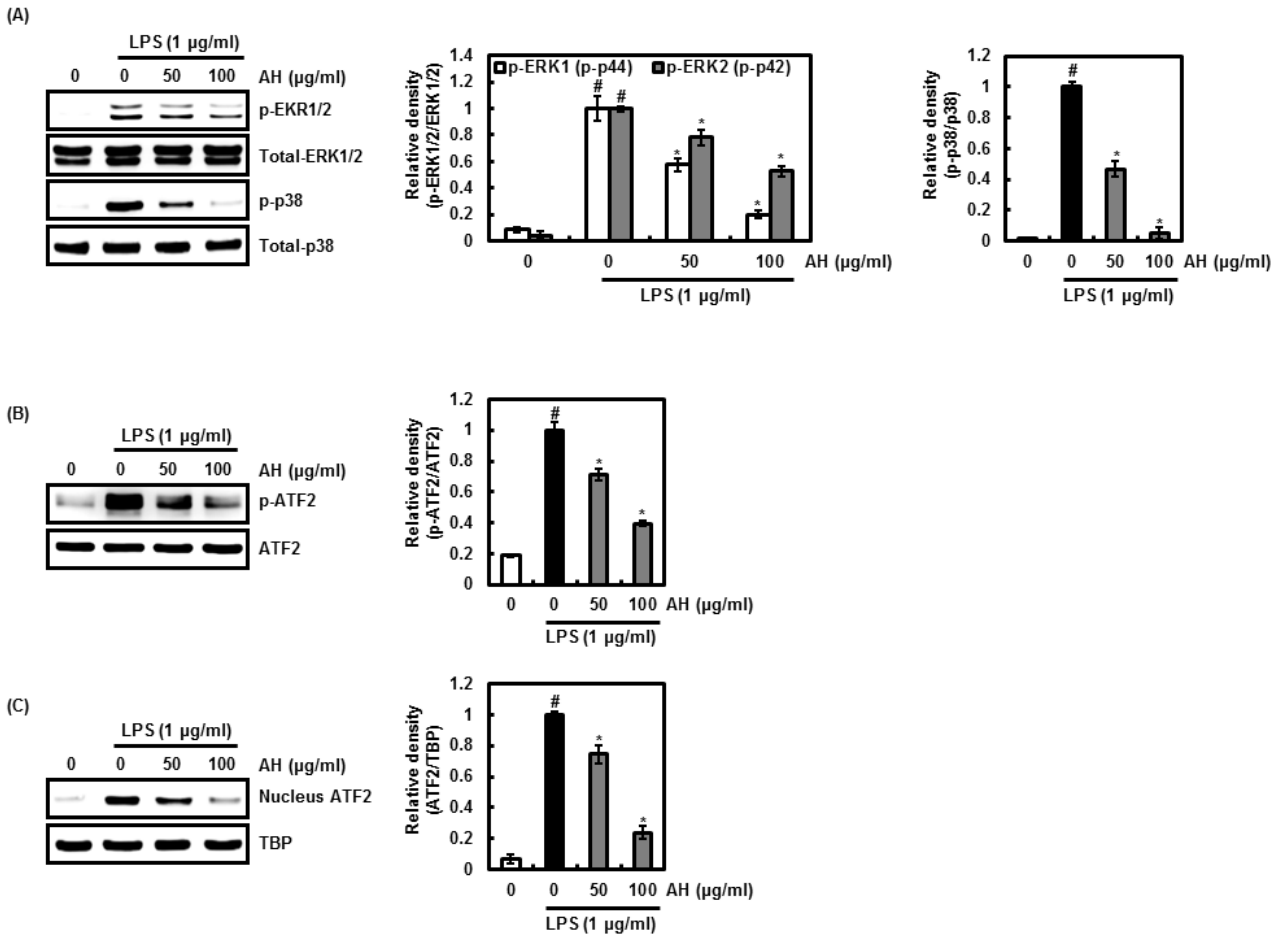 (A)
LPS (1 µg/ml)
0 0 50 100 AH (µg/ml)
p-EKR1/2
Total-ERK1/2
p-p38
Total-p38
Relative density
(p-ERK1/2/ERK1/2)
1.4
1.2
1
0.8
0.6
0.4
0.2
0
p-ERK1 (p-p44) p-ERK2 (p-p42)
# #
* *
* *
0 0 50 100 AH (µg/ml)
LPS (1 µg/ml)
Relative density
(p-p38/p38)
1.2
1
0.8
0.6
0.4
0.2
0
#
*
*
0 0 50 100 AH (µg/ml)
LPS (1 µg/ml)
(B)
LPS (1 µg/ml)
0 0 50 100 AH (µg/ml)
p-ATF2
ATF2
Relative density
(p-ATF2/ATF2)
1.2
1
0.8
0.6
0.4
0.2
0
#
*
*
0 0 50 100 AH (µg/ml)
LPS (1 µg/ml)
(C)
LPS (1 µg/ml)
0 0 50 100 AH (µg/ml)
Nucleus ATF2
TBP
Relative density
(ATF2/TBP)
1.2
1
0.8
0.6
0.4
0.2
0
#
*
*
0 0 50 100 AH (µg/ml)
LPS (1 µg/ml)